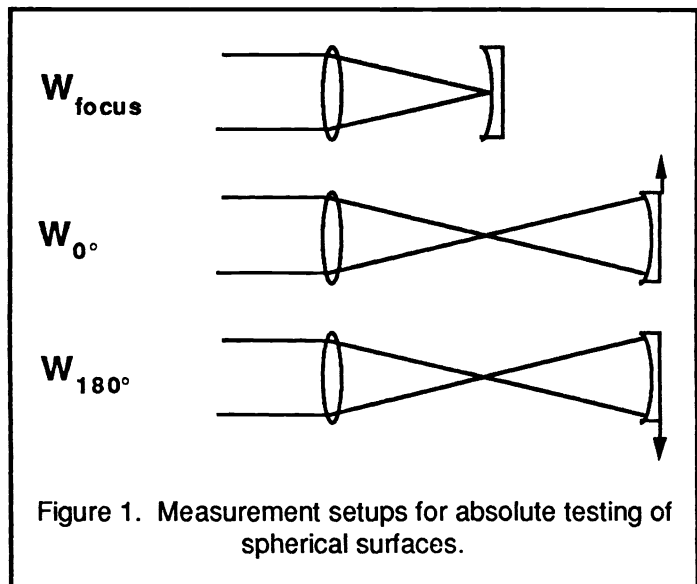 W focus
W 0°
W 180°
Figure 1. Measurement setups for absolute testing of
spherical surfaces.